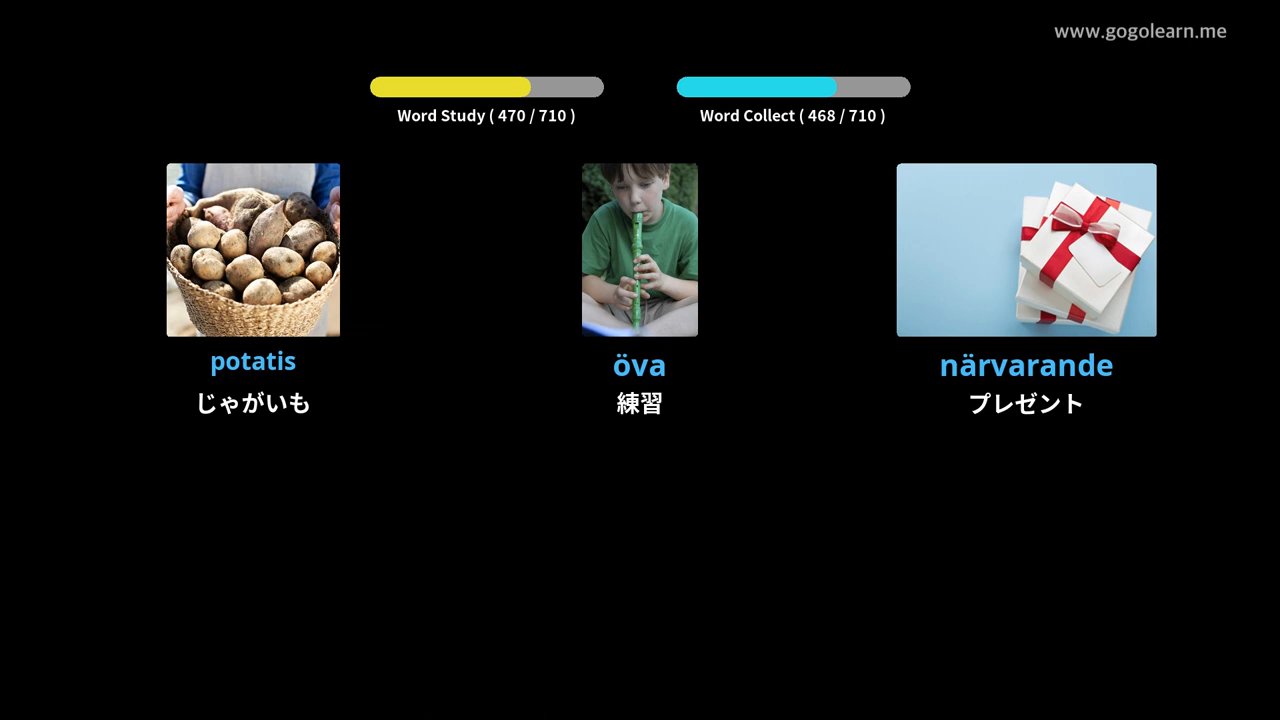 www.gogolearn.me
Word Study ( 470 / 710 )
Word Collect ( 468 / 710 )
potatis
じゃがいも
öva
練習
närvarande
プレゼント